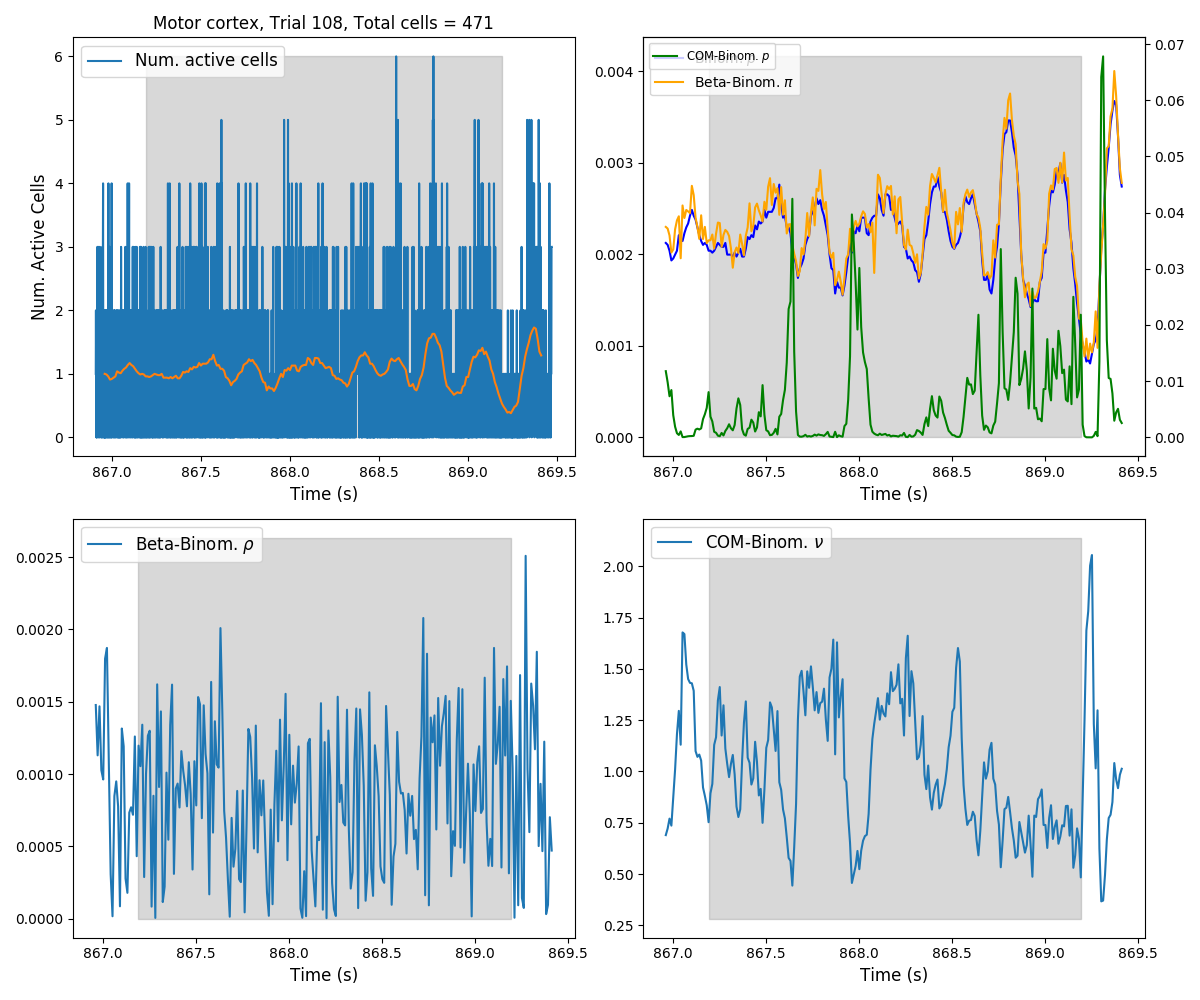 Motor cortex, Trial 108, Total cells = 471
Num. active cells
Num. Active Cells
6
5
4
3
2
1
0
867.0 867.5 868.0 868.5 869.0 869.5
Time (s)
COM-Binom. p
Beta-Binom. π
0.004
0.003
0.002
0.001
0.000
0.07
0.06
0.05
0.04
0.03
0.02
0.01
0.00
867.0 867.5 868.0 868.5 869.0 869.5
Time (s)
Beta-Binom. ρ
0.0025
0.0020
0.0015
0.0010
0.0005
0.0000
867.0 867.5 868.0 868.5 869.0 869.5
Time (s)
COM-Binom. ν
2.00
1.75
1.50
1.25
1.00
0.75
0.50
0.25
867.0 867.5 868.0 868.5 869.0 869.5
Time (s)